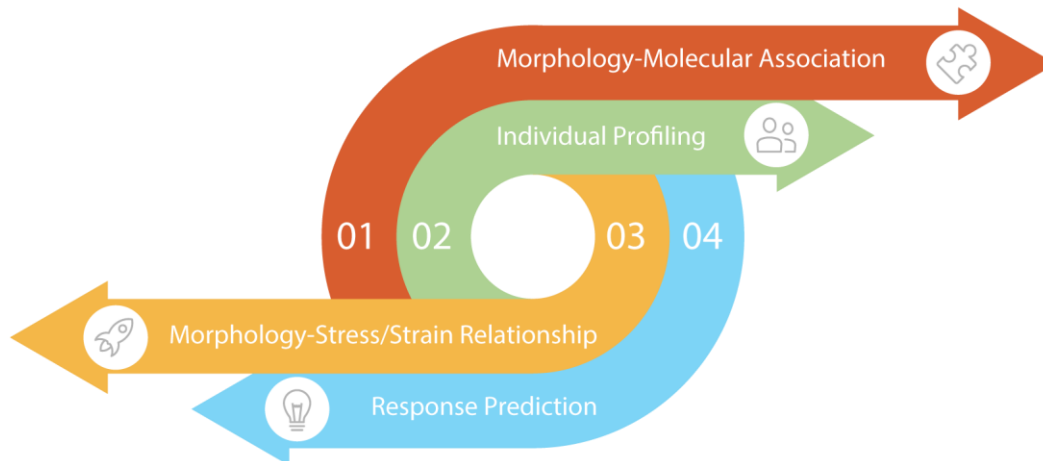 Morphology-Molecular Association
Individual Profiling
01 02 03 04
Morphology-Stress/Strain Relationship
Response Prediction